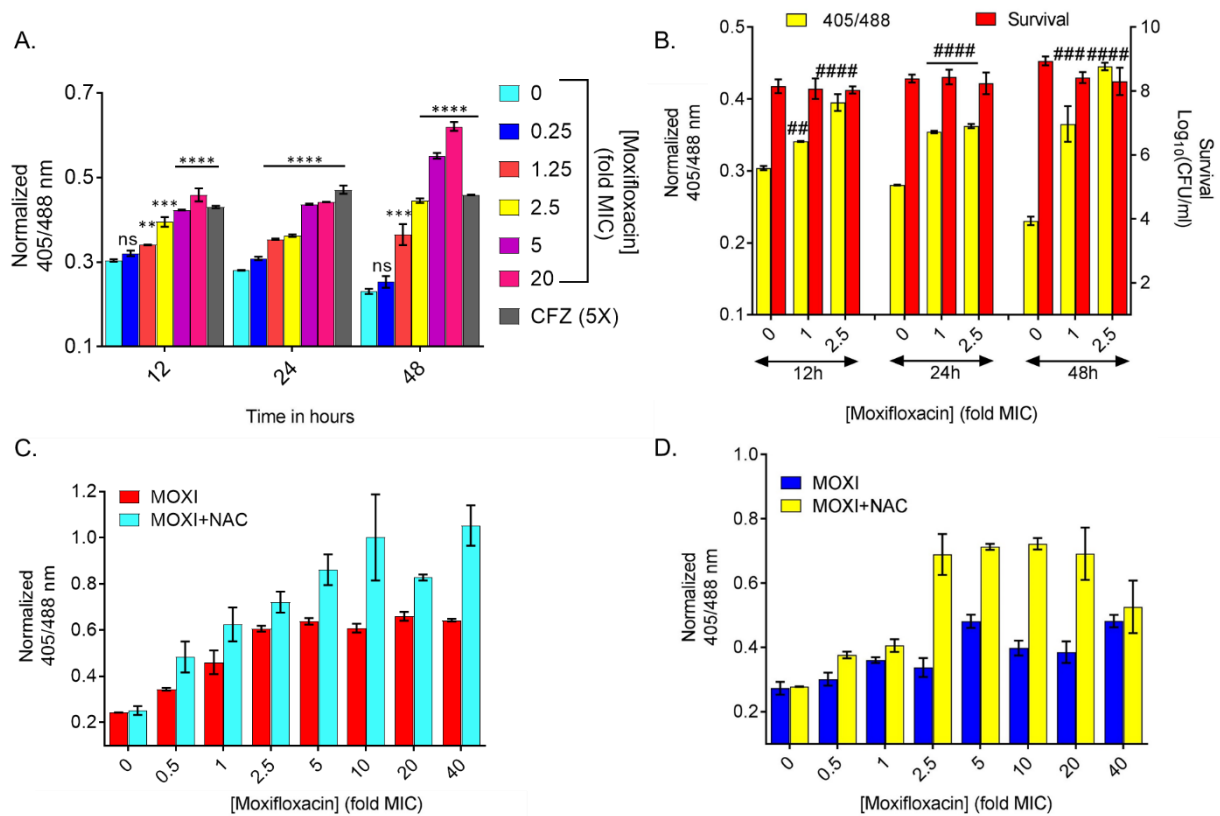 A.
0.7
0.5
0.3
0.1
Normalized
405/488 nm
ns
**
***
****
****
ns
***
****
12
24
48
Time in hours
0
0.25
1.25
2.5
5
20
CFZ (5X)
[Moxifloxacin]
(fold MIC)
B.
405/488
Survival
0.5
0.4
0.3
0.2
0.1
Normalized
405/488 nm
10
8
6
4
2
Survival
Log10(CFU/ml)
##
####
####
###
####
0
1
2.5
0
1
2.5
0
1
2.5
12h
24h
48h
[Moxifloxacin] (fold MIC)
C.
MOXI
MOXI+NAC
1.2
1.0
0.8
0.6
0.4
0.2
Normalized
405/488 nm
0
0.5
1
2.5
5
10
20
40
[Moxifloxacin] (fold MIC)
D.
MOXI
MOXI+NAC
1.0
0.8
0.6
0.4
0.2
Normalized
405/488 nm
0
0.5
1
2.5
5
10
20
40
[Moxifloxacin] (fold MIC)